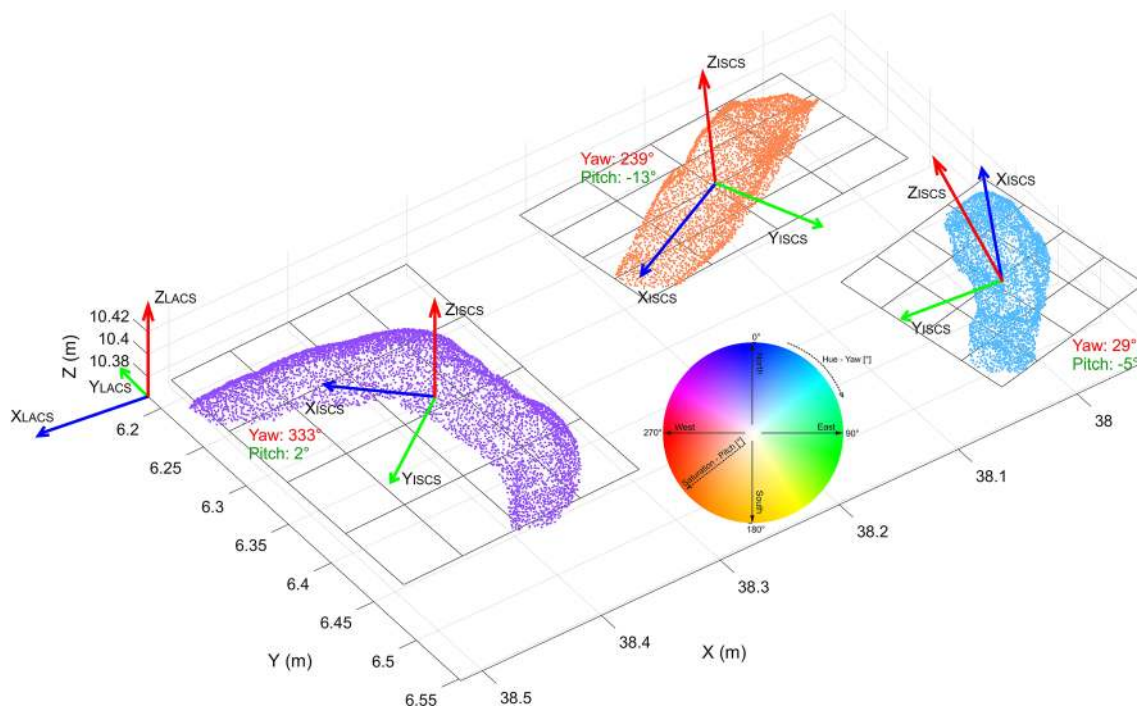 ZISCS
Yaw: 239°
Pitch: -13°
YISCS
XISCS
XISCS
ZISCS
YISCS
Yaw: 29°
Pitch: -5°
ZLACS
10.42
10.4
10.38
Z (m)
YLACS
XLACS
ZISCS
XISCS
Yaw: 333°
Pitch: 2°
YISCS
0°
Hue - Yaw [°]
North
270°
West
East
90°
Saturation - Pitch [°]
South
180°
6.2
6.25
6.3
6.35
6.4
6.45
6.5
6.55
Y (m)
38
38.1
38.2
38.3
38.4
38.5
X (m)